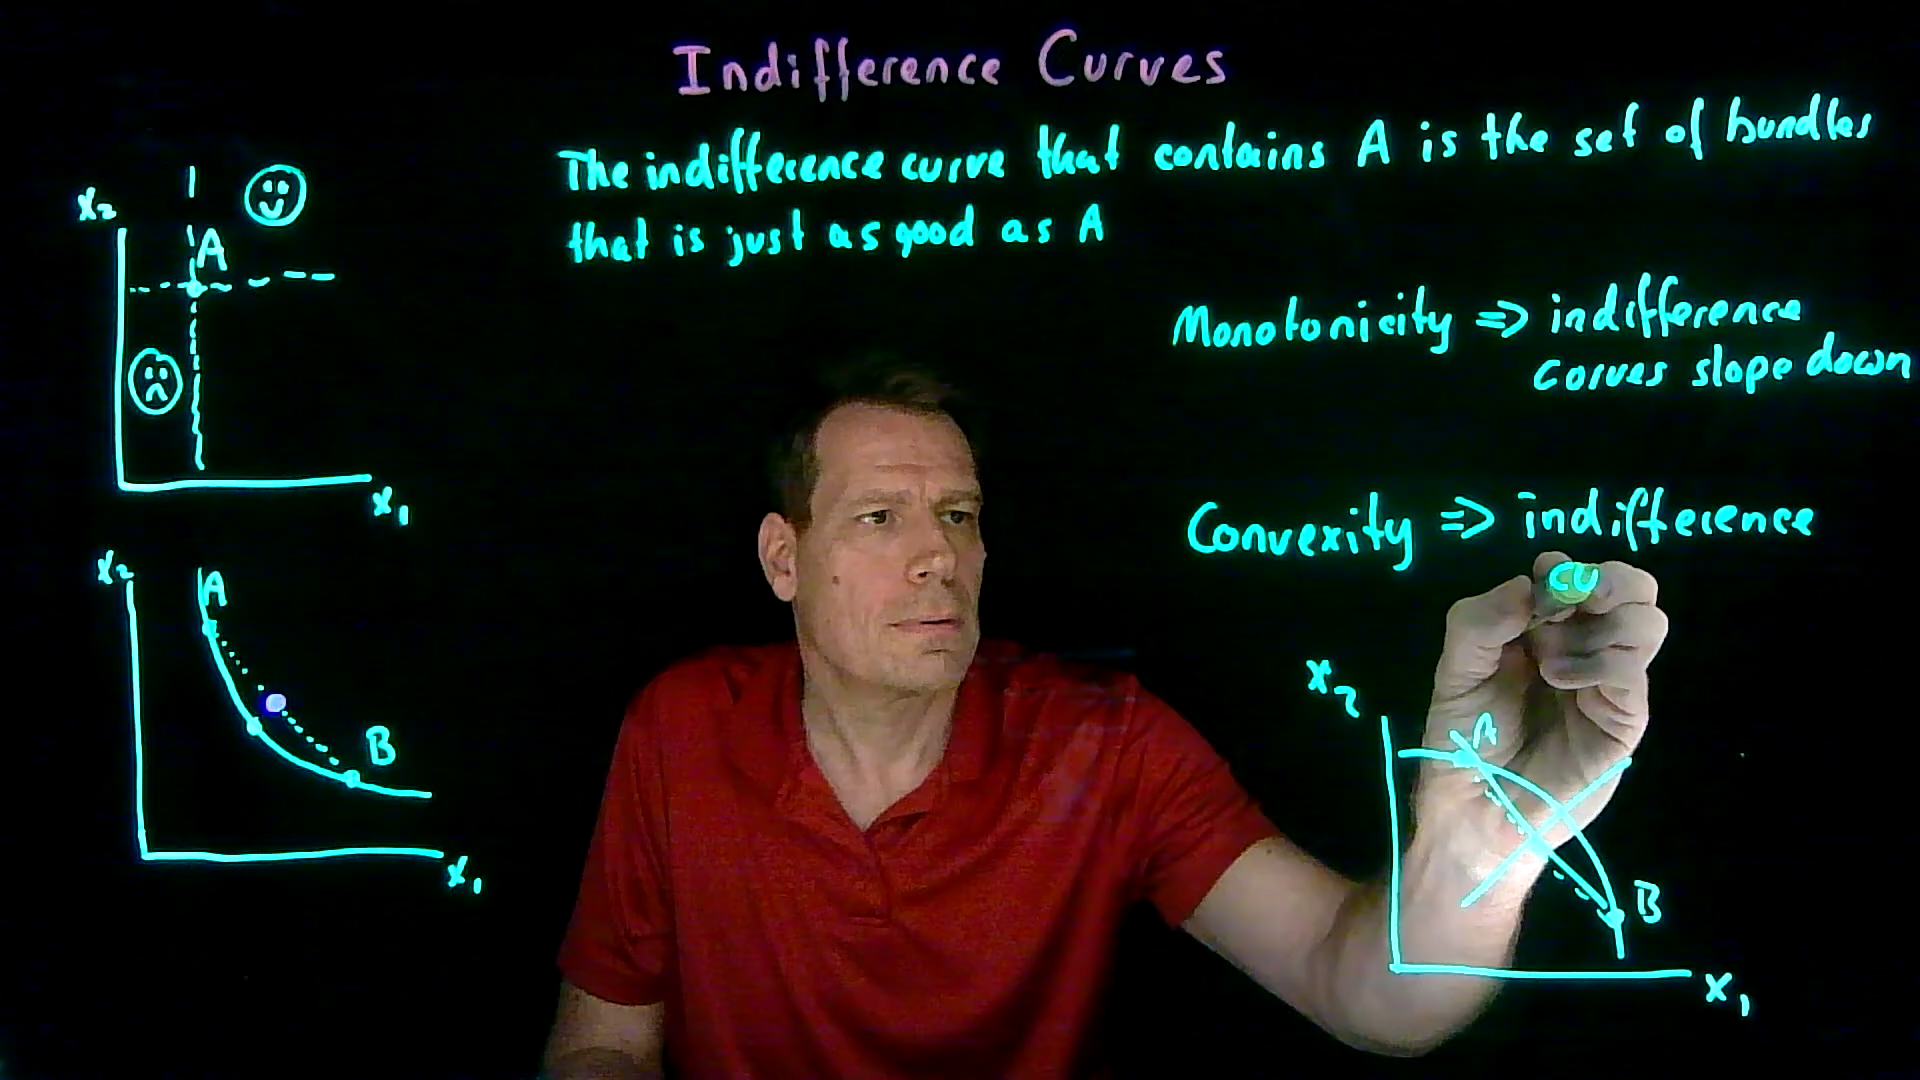 Indifference Curves
The indifference curve that contains A is the set of bundles
that is just as good as A
x₂
A
x₁
Monotonicity => indifference
curves slope down
Convexity => indifference
cu
x₂
A
B
x₁
x₂
A
B
x₁